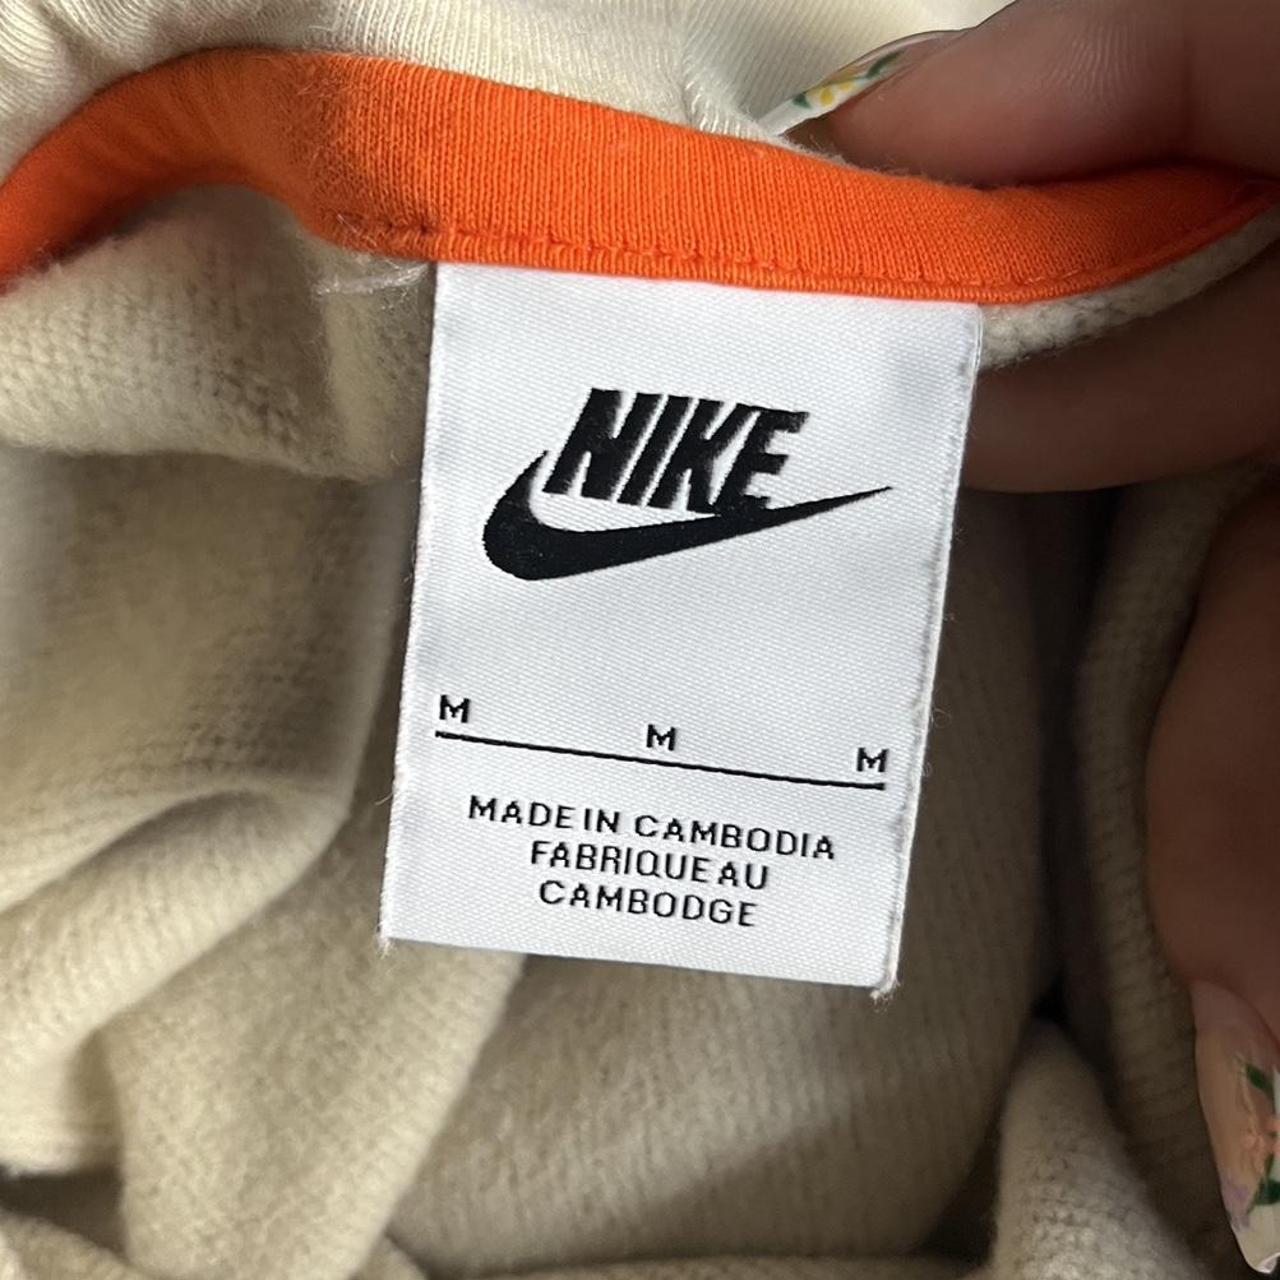 NIKE
M M M
MADE IN CAMBODIA
FABRIQUE AU
CAMBODGE